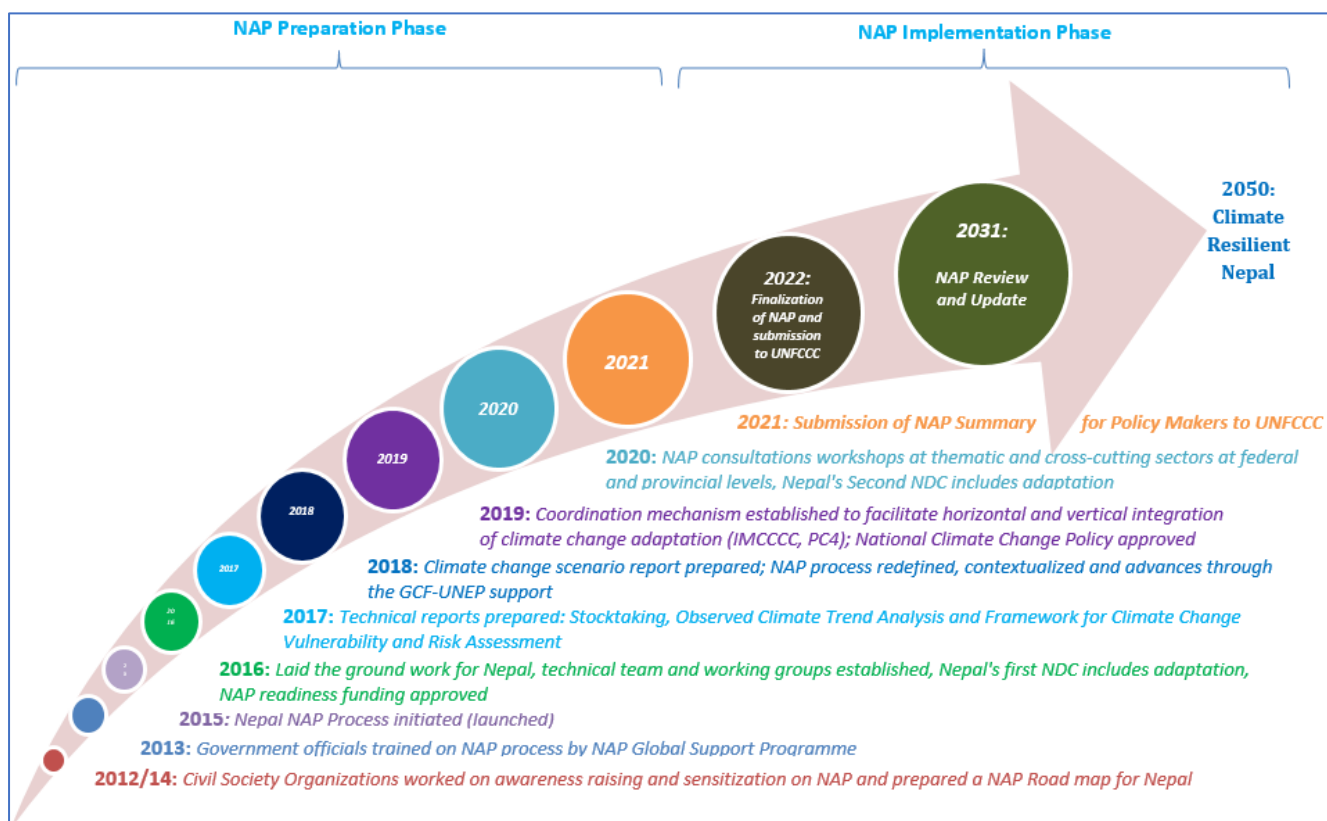 NAP Preparation Phase
NAP Implementation Phase
2050:
Climate
Resilient
Nepal
2031:
NAP Review
and Update
2022:
Finalization
of NAP and
submission
to UNFCCC
2021
2020
2019
2018
2017
20
16
2021: Submission of NAP Summary for Policy Makers to UNFCCC
2020: NAP consultations workshops at thematic and cross-cutting sectors at federal
and provincial levels, Nepal's Second NDC includes adaptation
2019: Coordination mechanism established to facilitate horizontal and vertical integration
of climate change adaptation (IMCCCC, PC4); National Climate Change Policy approved
2018: Climate change scenario report prepared; NAP process redefined, contextualized and advances through
the GCF-UNEP support
2017: Technical reports prepared: Stocktaking, Observed Climate Trend Analysis and Framework for Climate Change
Vulnerability and Risk Assessment
2016: Laid the ground work for Nepal, technical team and working groups established, Nepal's first NDC includes adaptation,
NAP readiness funding approved
2015: Nepal NAP Process initiated (launched)
2013: Government officials trained on NAP process by NAP Global Support Programme
2012/14: Civil Society Organizations worked on awareness raising and sensitization on NAP and prepared a NAP Road map for Nepal